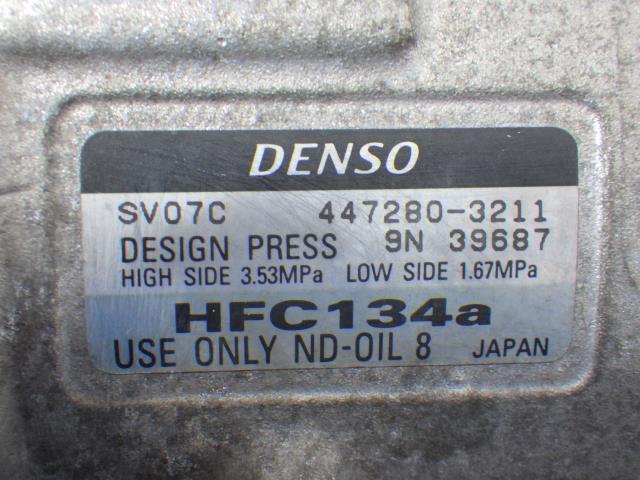 DENSO
SV07C 447280-3211
DESIGN PRESS 9N 39687
HIGH SIDE 3.53MPa LOW SIDE 1.67MPa
HFC134a
USE ONLY ND-OIL 8 JAPAN